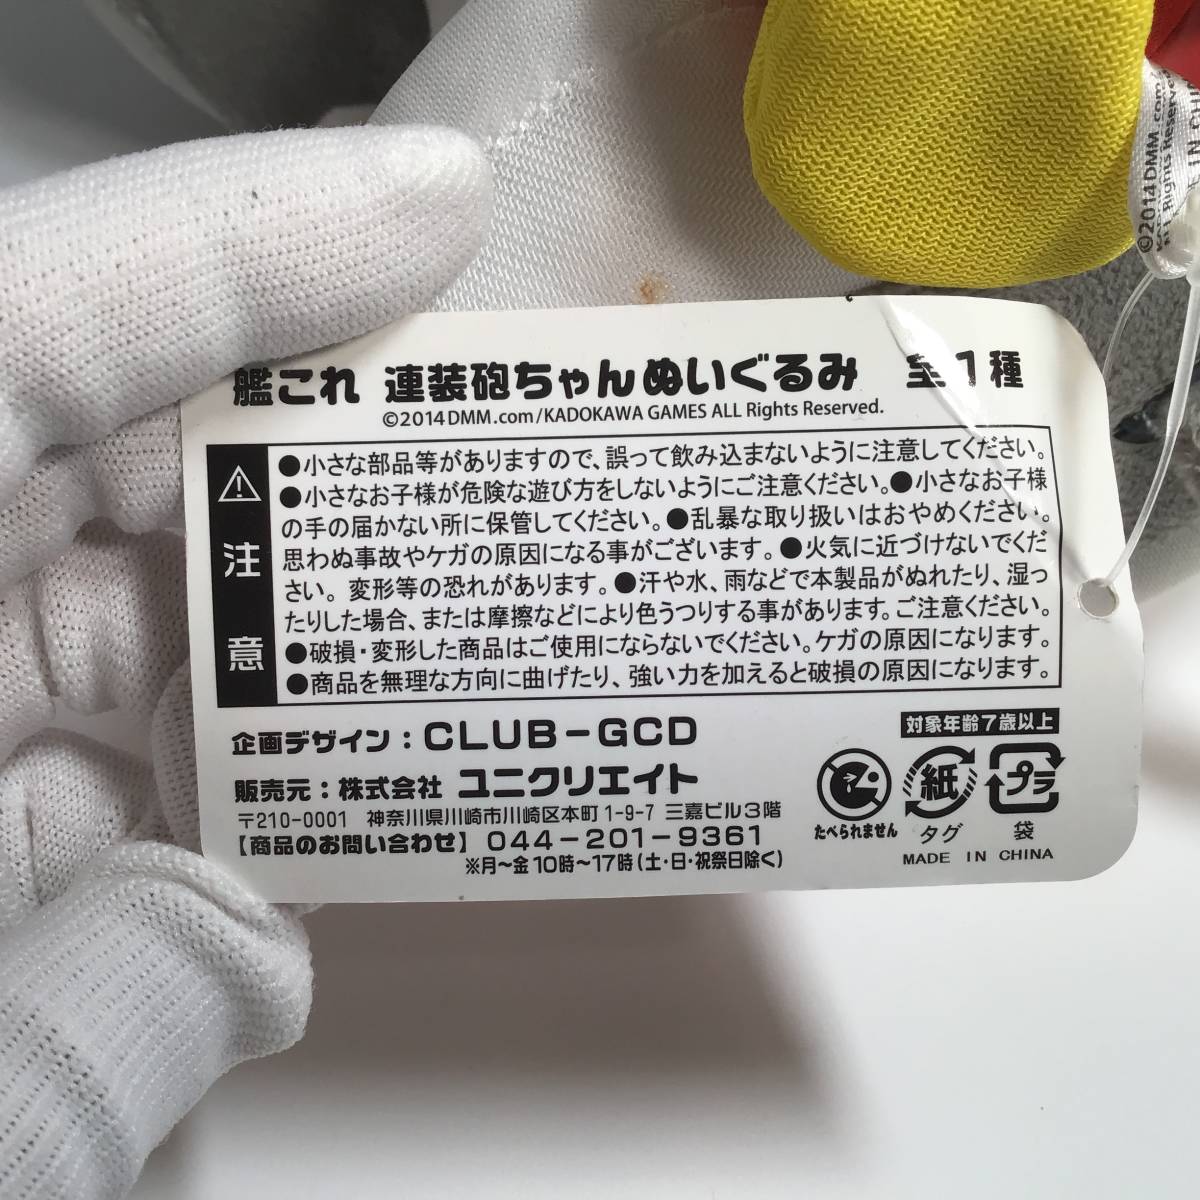 艦これ 連装砲ちゃんぬいぐるみ 全1種
©2014 DMM.com/KADOKAWA GAMES ALL Rights Reserved.
注意
●小さな部品等がありますので、誤って飲み込まないように注意してください。
●小さなお子様が危険な遊び方をしないようにご注意ください。●小さなお子様
の手の届かない所に保管してください。●乱暴な取り扱いはおやめください。
思わぬ事故やケガの原因になる事がございます。●火気に近づけないでくだ
さい。変形等の恐れがあります。●汗や水、雨などで本製品がぬれたり、湿っ
たりした場合、または摩擦などにより色うつりする事があります。ご注意ください。
●破損・変形した商品はご使用にならないでください。ケガの原因になります。
●商品を無理な方向に曲げたり、強い力を加えると破損の原因になります。
企画デザイン：CLUB-GCD
販売元：株式会社 ユニクリエイト
〒210-0001 神奈川県川崎市川崎区本町1-9-7 三嘉ビル3階
【商品のお問い合わせ】044-201-9361
※月～金10時～17時(土・日・祝祭日除く)
対象年齢7歳以上
たべられません
紙
タグ
プラ
袋
MADE IN CHINA
©2014 DMM.com
All Rights Reserved